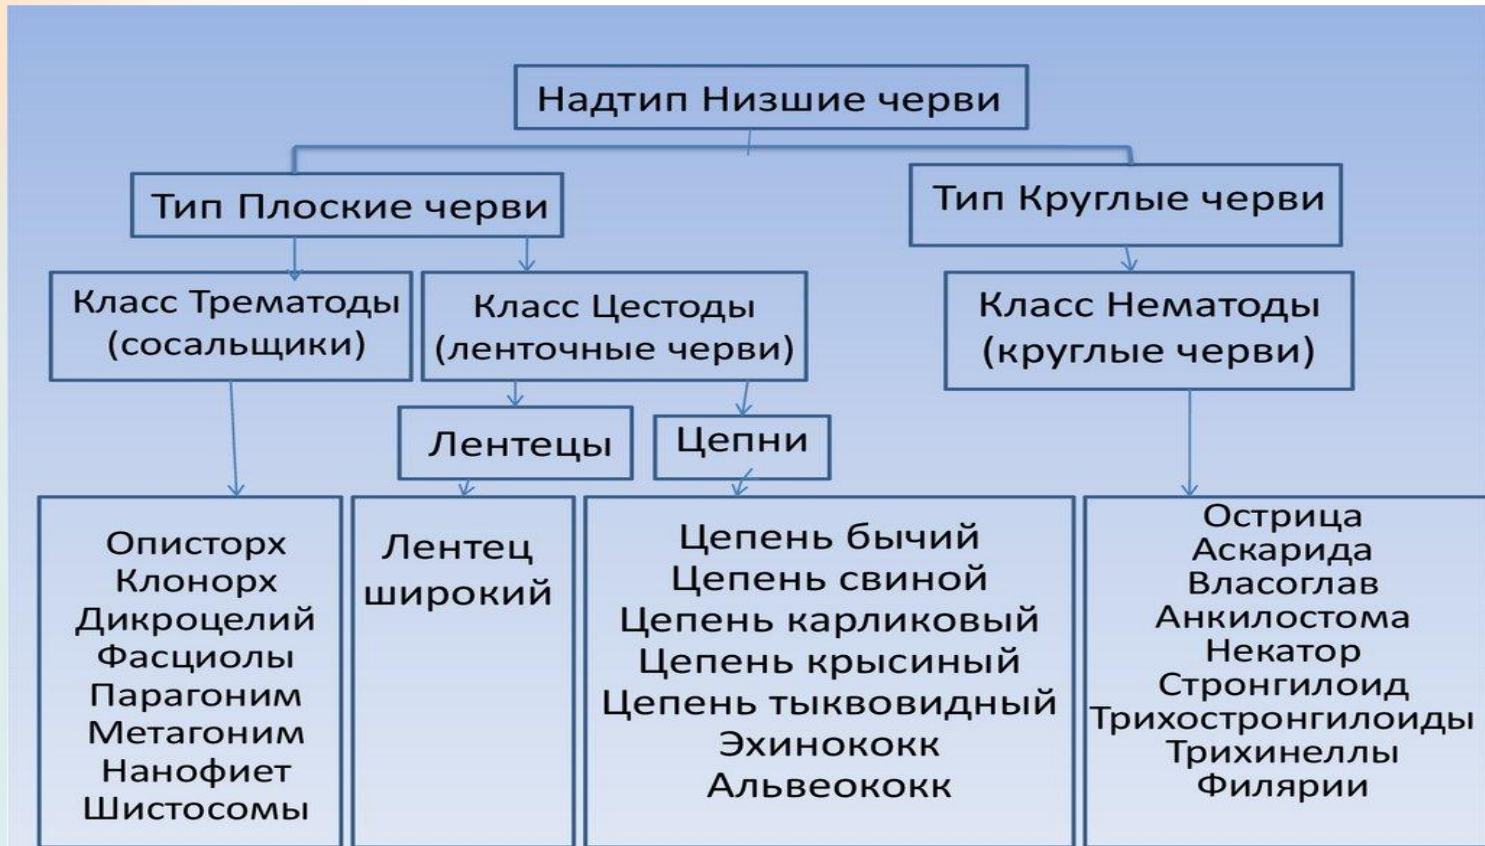 Надтип Низшие черви
Тип Плоские черви
Тип Круглые черви
Класс Трематоды
(сосальщики)
Класс Цестоды
(ленточные черви)
Класс Нематоды
(круглые черви)
Лентецы
Цепни
Описторх
Клонорх
Дикроцелий
Фасциолы
Парагоним
Метагоним
Нанофиет
Шистосомы
Лентец
широкий
Цепень бычий
Цепень свиной
Цепень карликовый
Цепень крысиный
Цепень тыквовидный
Эхинококк
Альвеококк
Острица
Аскарида
Власоглав
Анкилостома
Некатор
Стронгилоид
Трихостронгилоиды
Трихинеллы
Филярии